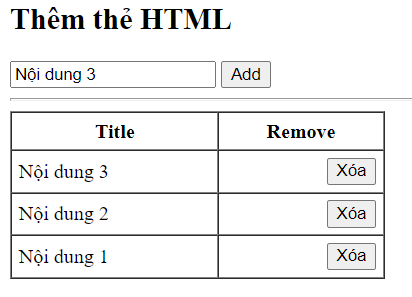 Thêm thẻ HTML
Nội dung 3 Add
Title Remove
Nội dung 3 Xóa
Nội dung 2 Xóa
Nội dung 1 Xóa